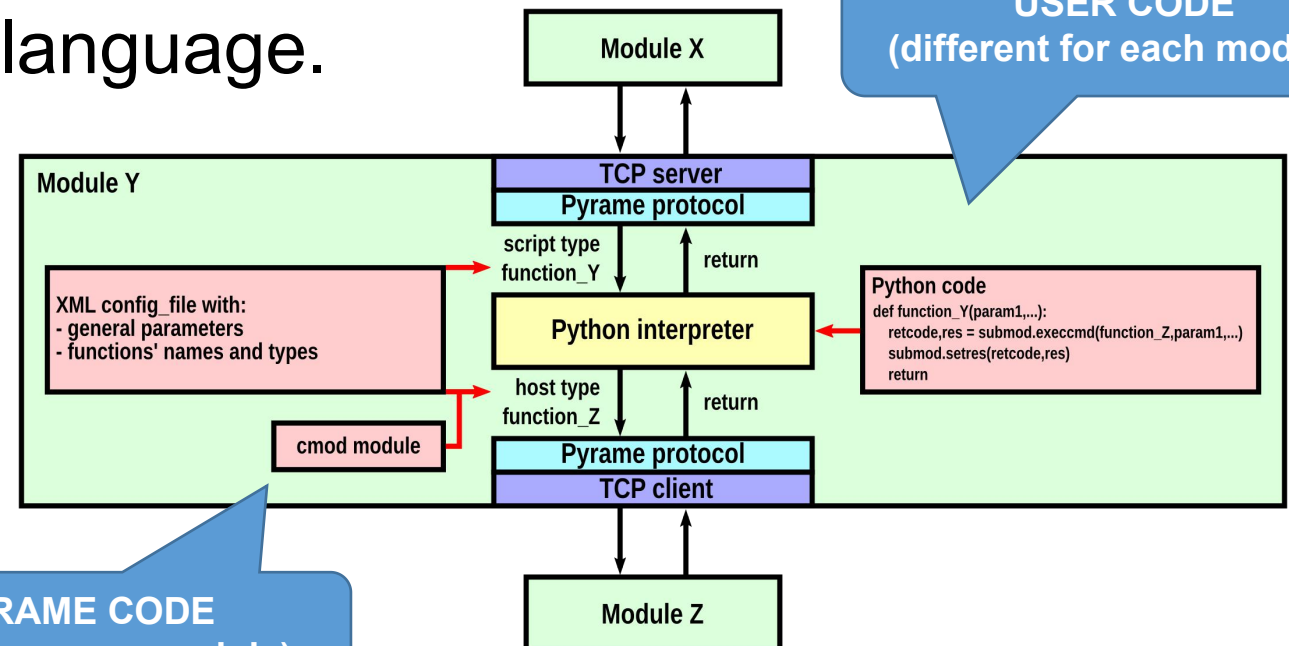 language.
USER CODE
(different for each mod
Module X
Module Y
TCP server
Pyrame protocol
script type
function_Y
return
XML config_file with:
- general parameters
- functions' names and types
Python interpreter
Python code
def function_Y(param1,...):
retcode,res = submod.execcmd(function_Z,param1,...)
submod.setres(retcode,res)
return
host type
function_Z
return
cmod module
Pyrame protocol
TCP client
RAME CODE
Module Z